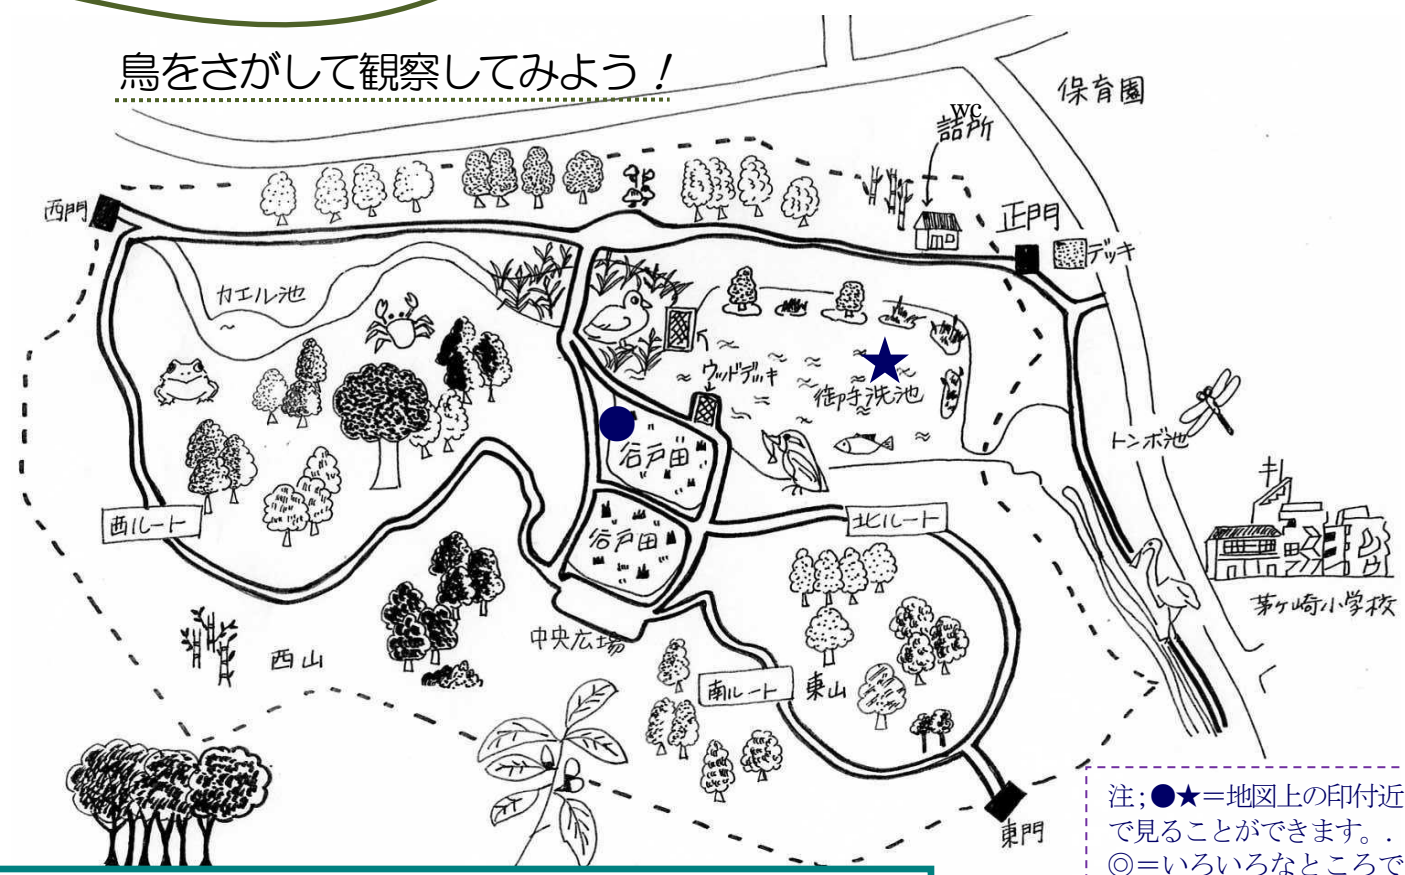 鳥をさがして観察してみよう！
保育園
wc
詰所
西門
正門
デッキ
カエル池
ウッドデッキ
御手洗池
トンボ池
谷戸田
西ルート
北ルート
谷戸田
茅ヶ崎小学校
中央広場
西山
南ルート
東山
東門
注；●★＝地図上の印付近
で見ることができます。.
◎＝いろいろなところで